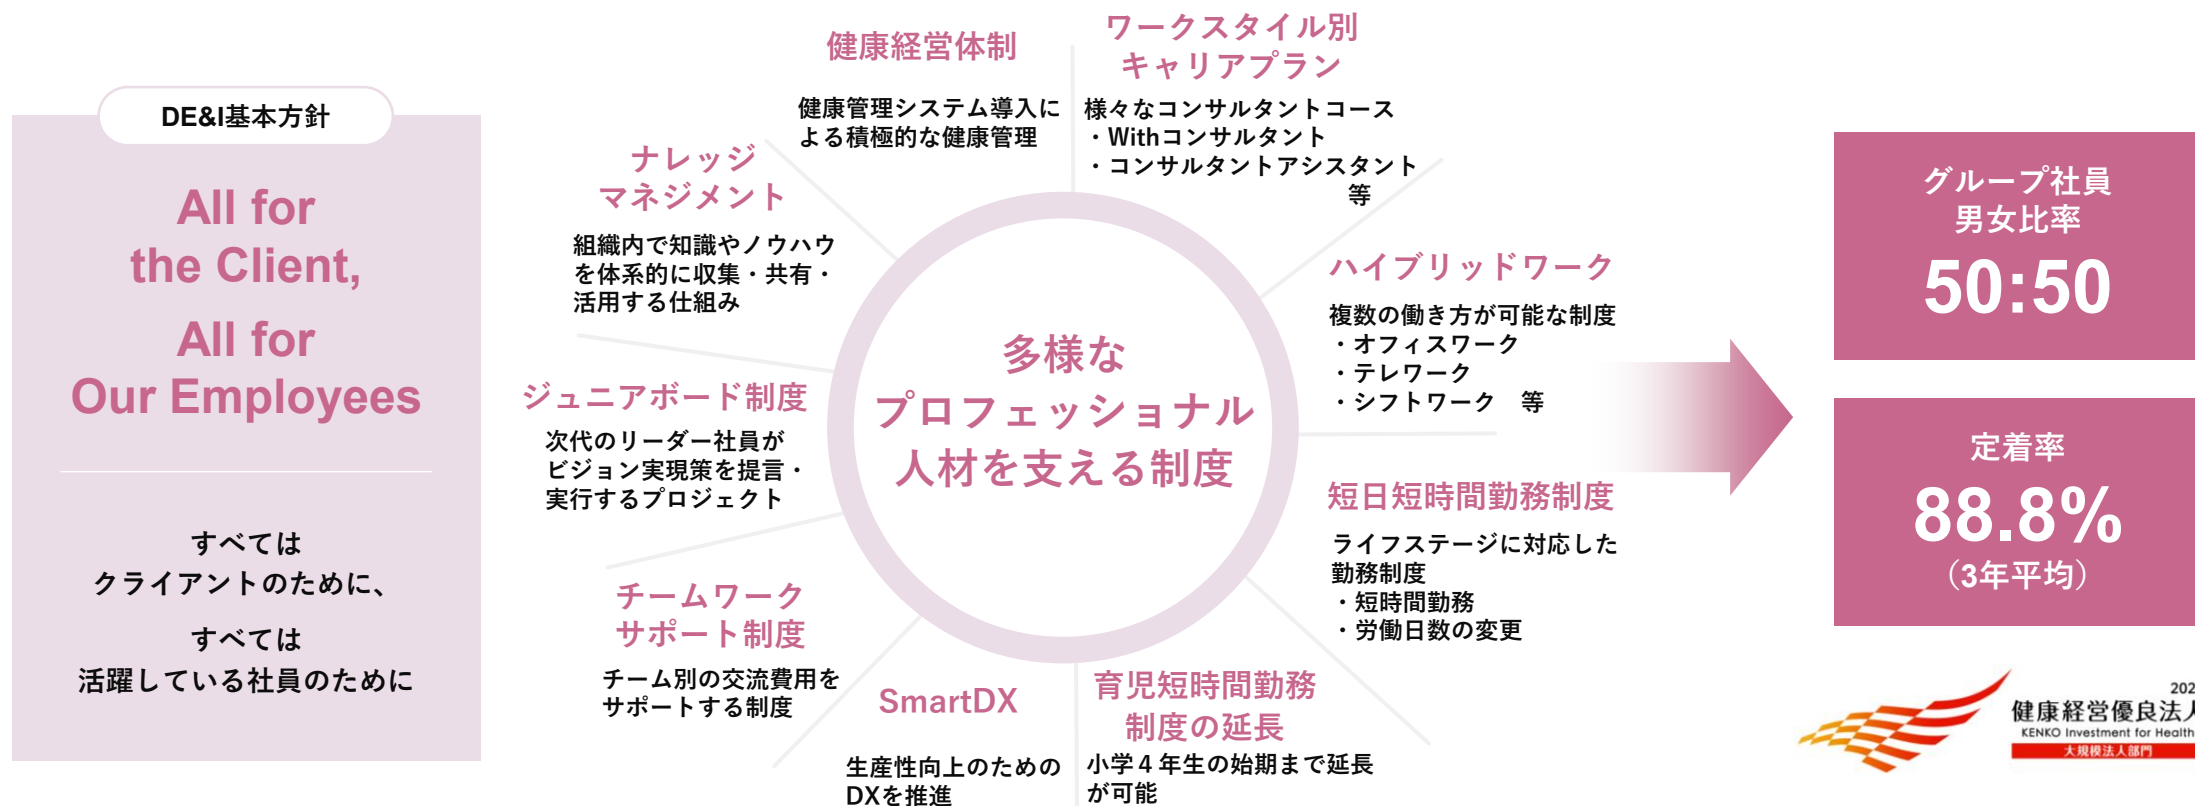 DE&I基本方針
All for
the Client,
All for
Our Employees
すべては
クライアントのために、
すべては
活躍している社員のために
健康経営体制
健康管理システム導入に
よる積極的な健康管理
ワークスタイル別
キャリアプラン
様々なコンサルタントコース
・Withコンサルタント
・コンサルタントアシスタント
等
ナレッジ
マネジメント
組織内で知識やノウハウ
を体系的に収集・共有・
活用する仕組み
ハイブリッドワーク
複数の働き方が可能な制度
・オフィスワーク
・テレワーク
・シフトワーク　等
多様な
プロフェッショナル
人材を支える制度
ジュニアボード制度
次代のリーダー社員が
ビジョン実現策を提言・
実行するプロジェクト
短日短時間勤務制度
ライフステージに対応した
勤務制度
・短時間勤務
・労働日数の変更
チームワーク
サポート制度
チーム別の交流費用を
サポートする制度
SmartDX
生産性向上のための
DXを推進
育児短時間勤務
制度の延長
小学４年生の始期まで延長
が可能
グループ社員
男女比率
50:50
定着率
88.8%
（3年平均）
202
健康経営優良法人
KENKO Investment for Health
大規模法人部門